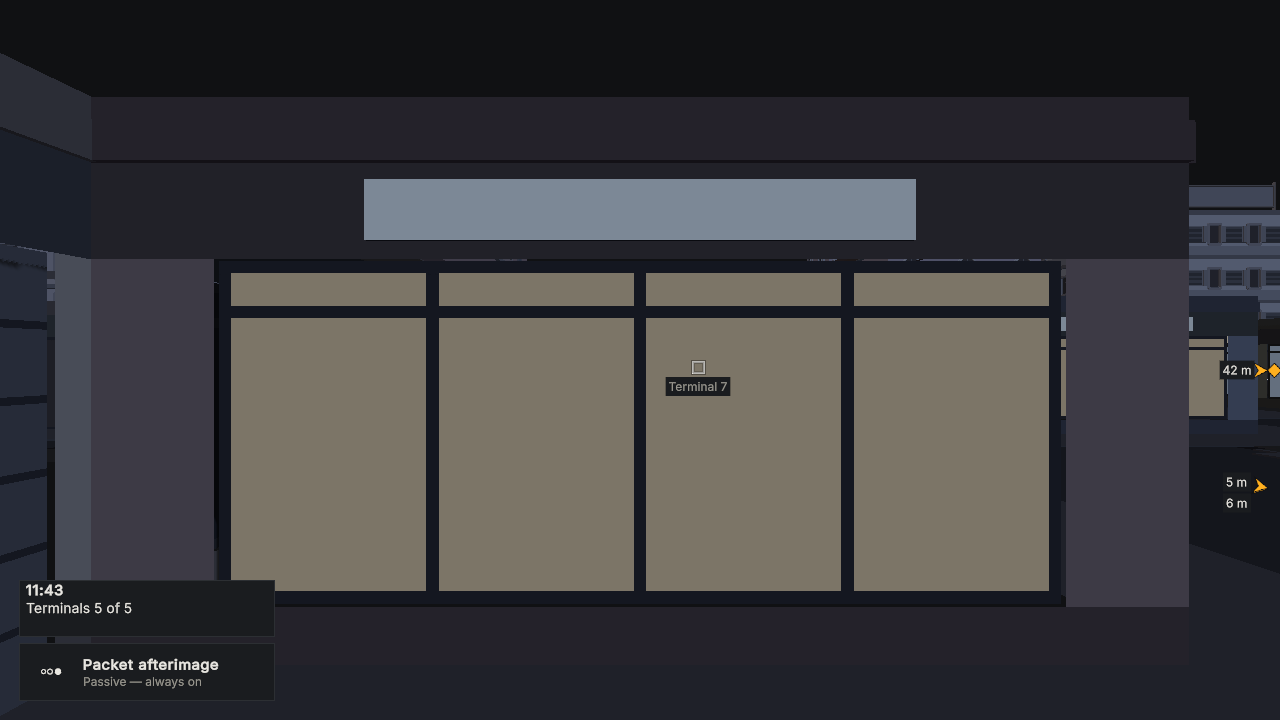 Terminal 7
42 m
5 m
6 m
11:43
Terminals 5 of 5
Packet afterimage
Passive — always on